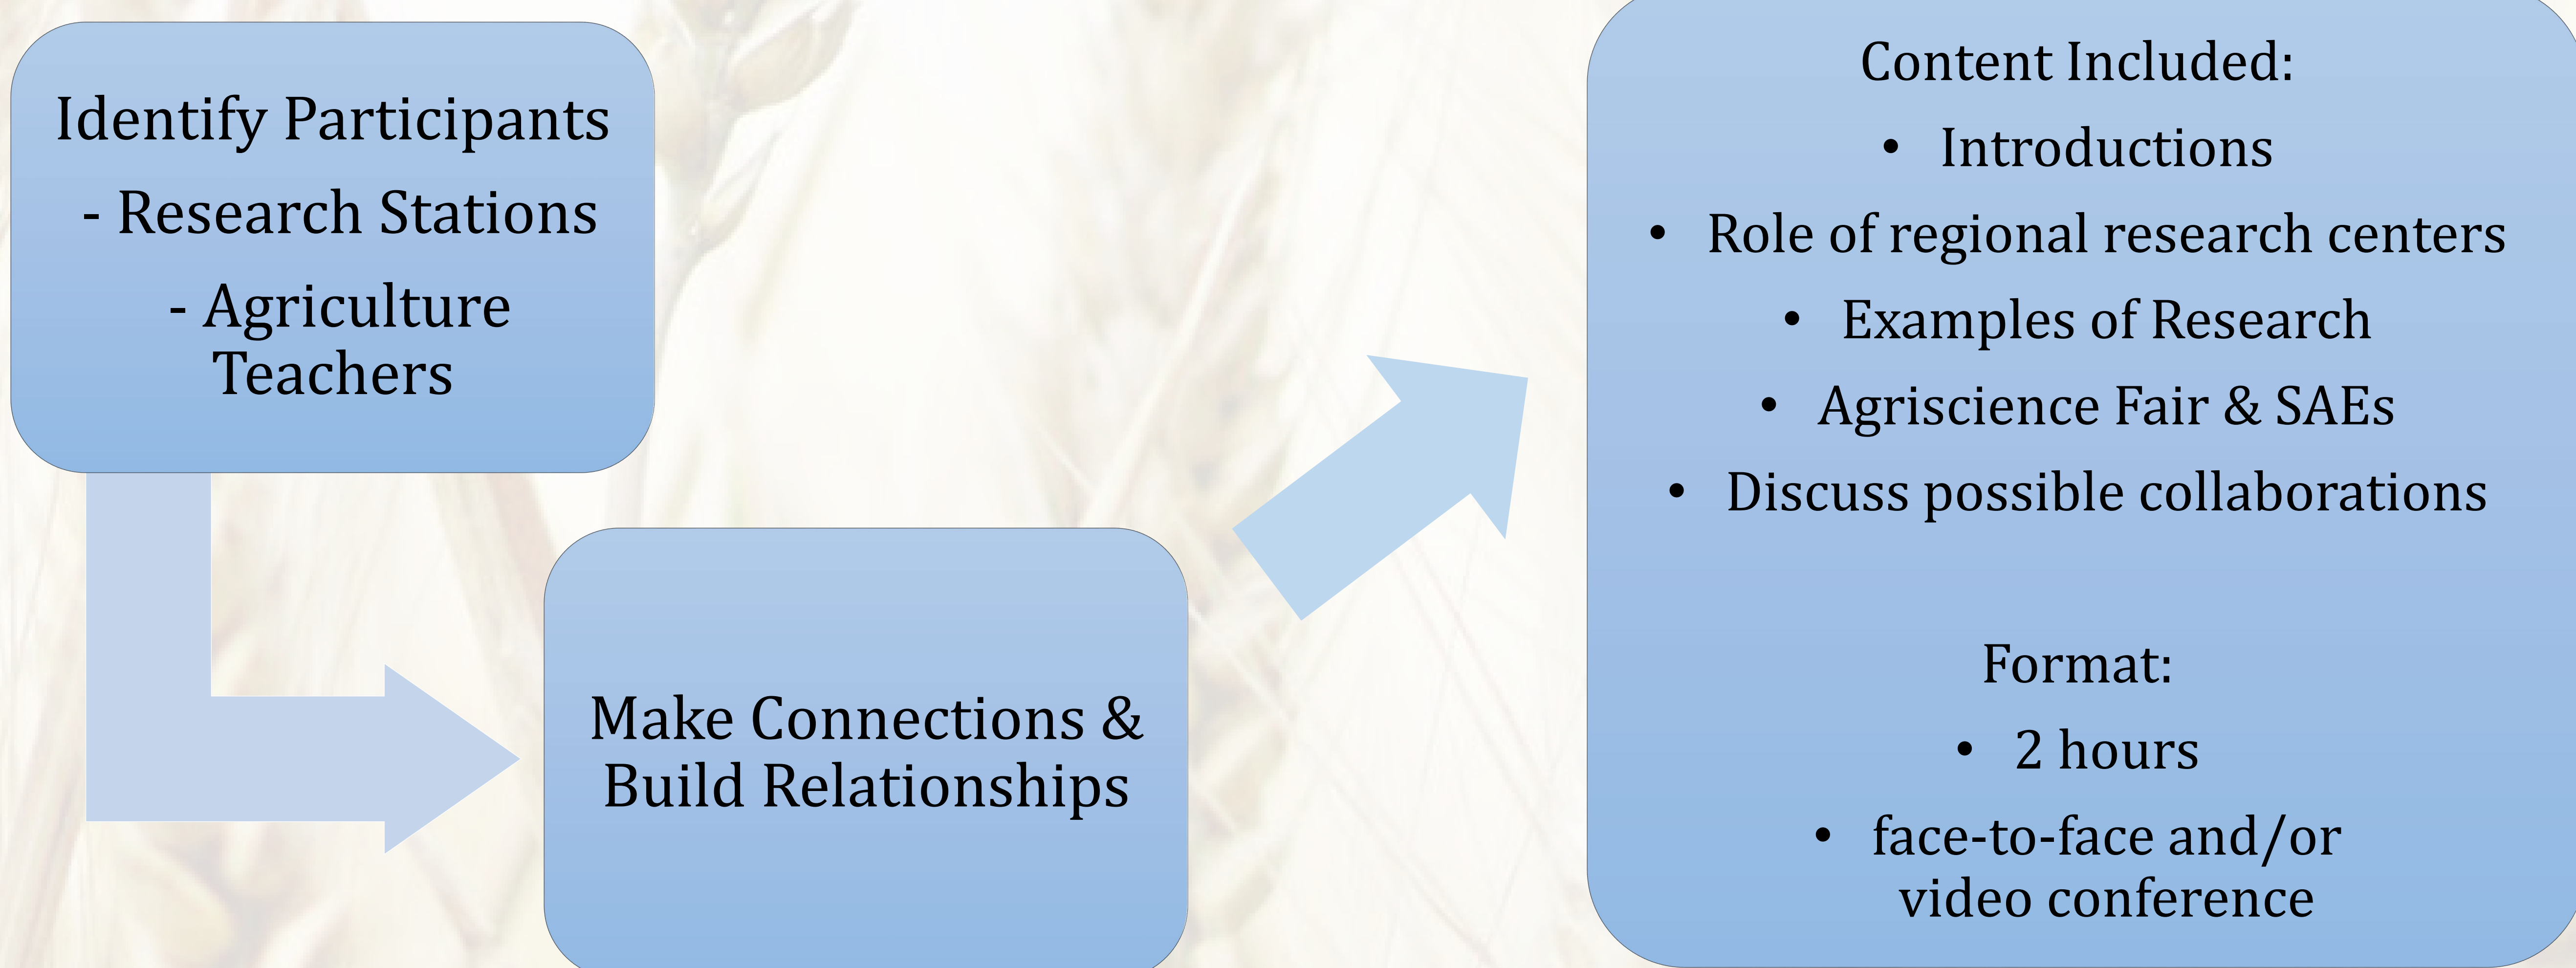 Identify Participants
- Research Stations
- Agriculture
Teachers
Make Connections &
Build Relationships
Content Included:
• Introductions
• Role of regional research centers
• Examples of Research
• Agriscience Fair & SAEs
• Discuss possible collaborations
Format:
• 2 hours
• face-to-face and/or
video conference